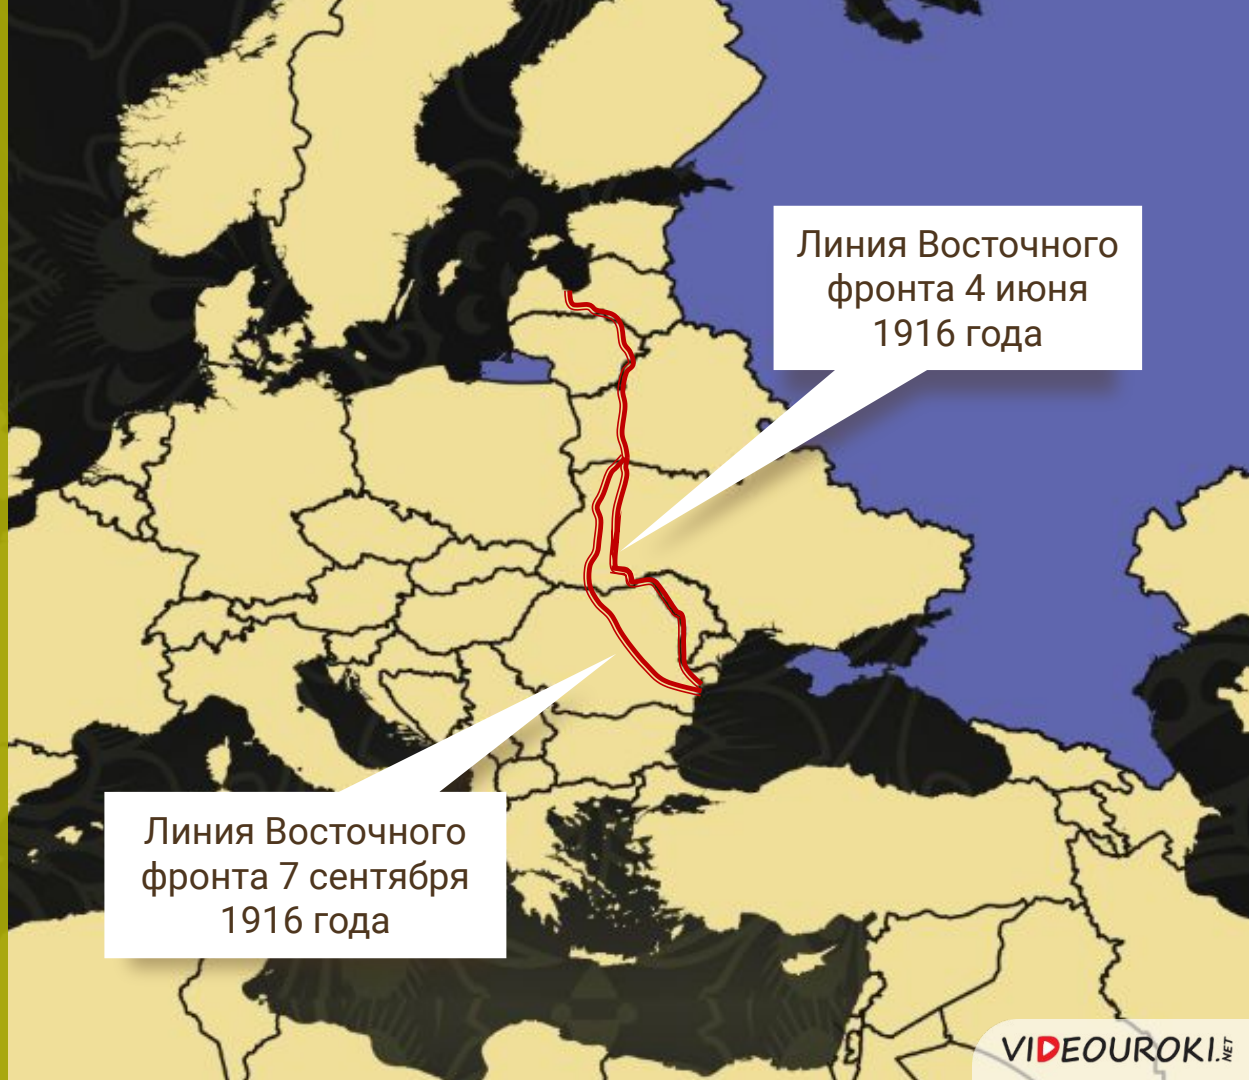 Линия Восточного
фронта 4 июня
1916 года
Линия Восточного
фронта 7 сентября
1916 года
VIDEOUROKI.NET